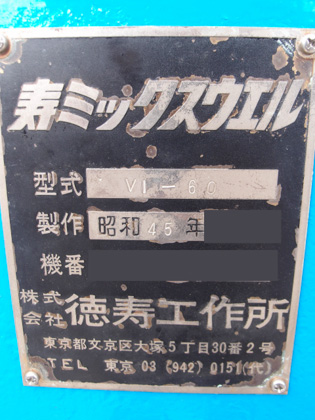 寿ミックスウエル
型式 VI-60
製作 昭和45年
機番
株式会社 徳寿工作所
東京都文京区大塚5丁目30番2号
TEL 東京 03 (942) 0151(代)